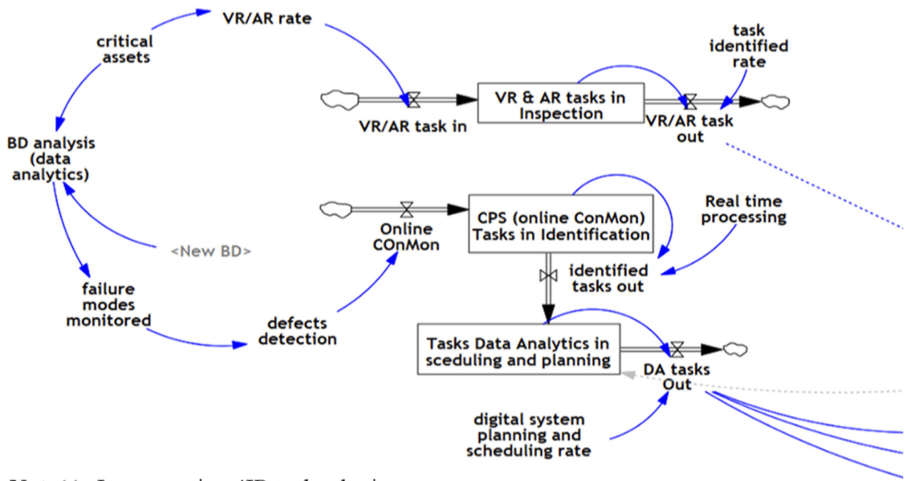 VR/AR rate
critical
assets
task
identified
rate
VR & AR tasks in
Inspection
VR/AR task in
VR/AR task
out
BD analysis
(data
analytics)
Real time
processing
CPS (online ConMon)
Tasks in Identification
Online
COnMon
<New BD>
identified
tasks out
failure
modes
monitored
defects
detection
Tasks Data Analytics in
sceduling and planning
DA tasks
Out
digital system
planning and
scheduling rate